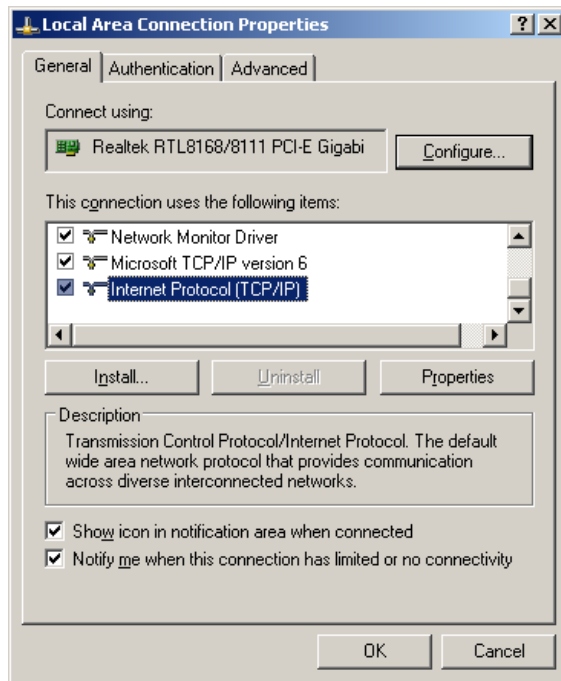 Local Area Connection Properties
General Authentication Advanced
Connect using:
Realtek RTL8168/8111 PCI-E Gigabi Configure...
This connection uses the following items:
Network Monitor Driver
Microsoft TCP/IP version 6
Internet Protocol (TCP/IP)
Install... Uninstall Properties
Description
Transmission Control Protocol/Internet Protocol. The default
wide area network protocol that provides communication
across diverse interconnected networks.
Show icon in notification area when connected
Notify me when this connection has limited or no connectivity
OK Cancel